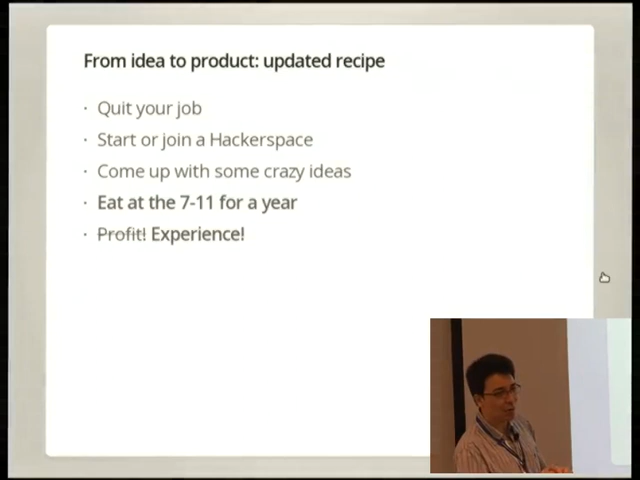 From idea to product: updated recipe
· Quit your job
· Start or join a Hackerspace
· Come up with some crazy ideas
· Eat at the 7-11 for a year
· Profit! Experience!